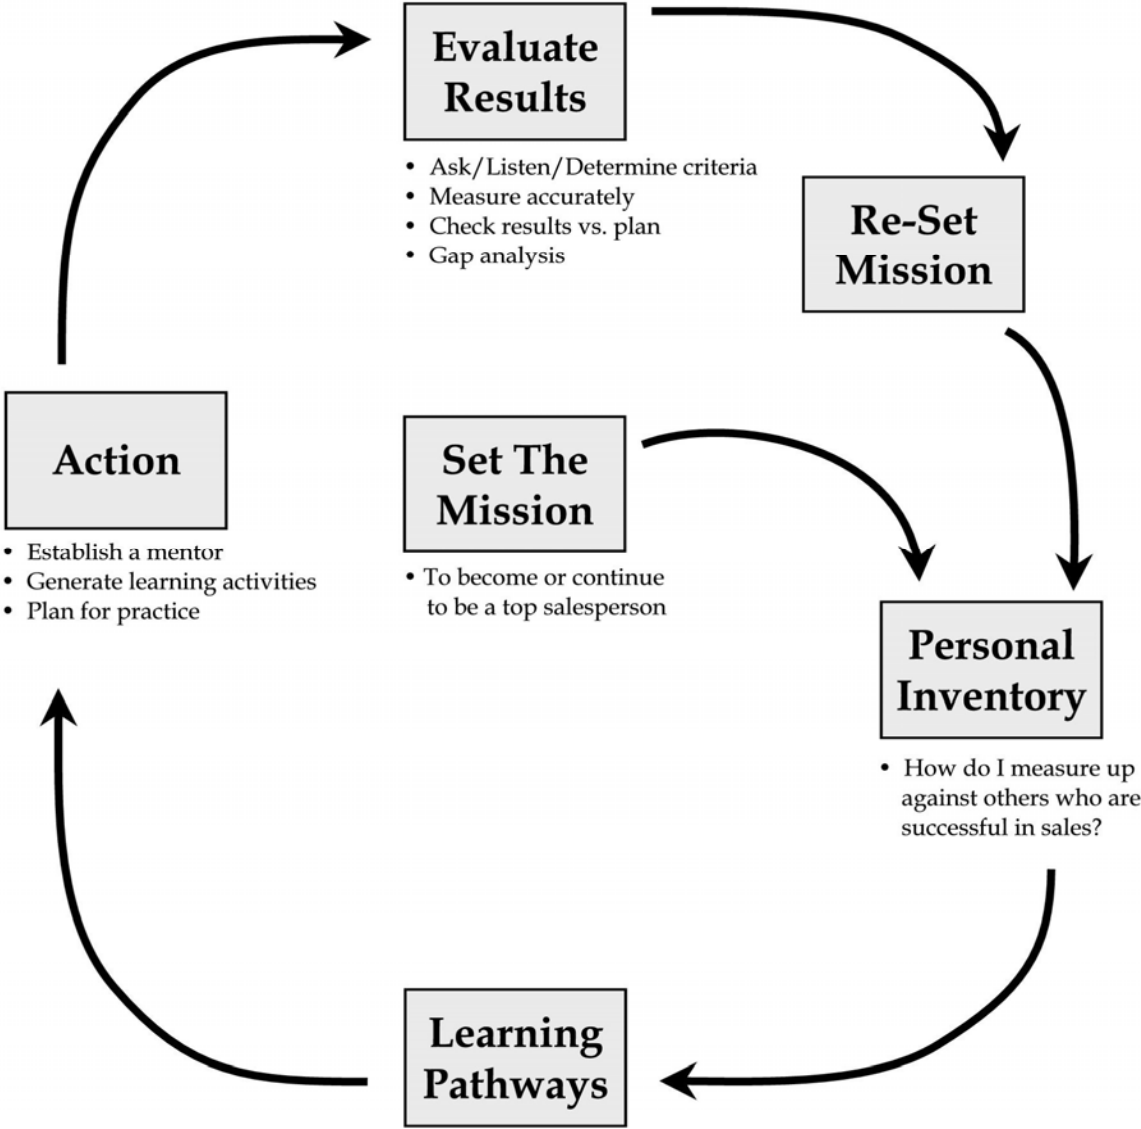 Evaluate
Results
• Ask/Listen/Determine criteria
• Measure accurately
• Check results vs. plan
• Gap analysis
Re-Set
Mission
Action
• Establish a mentor
• Generate learning activities
• Plan for practice
Set The
Mission
• To become or continue
to be a top salesperson
Personal
Inventory
• How do I measure up
against others who are
successful in sales?
Learning
Pathways